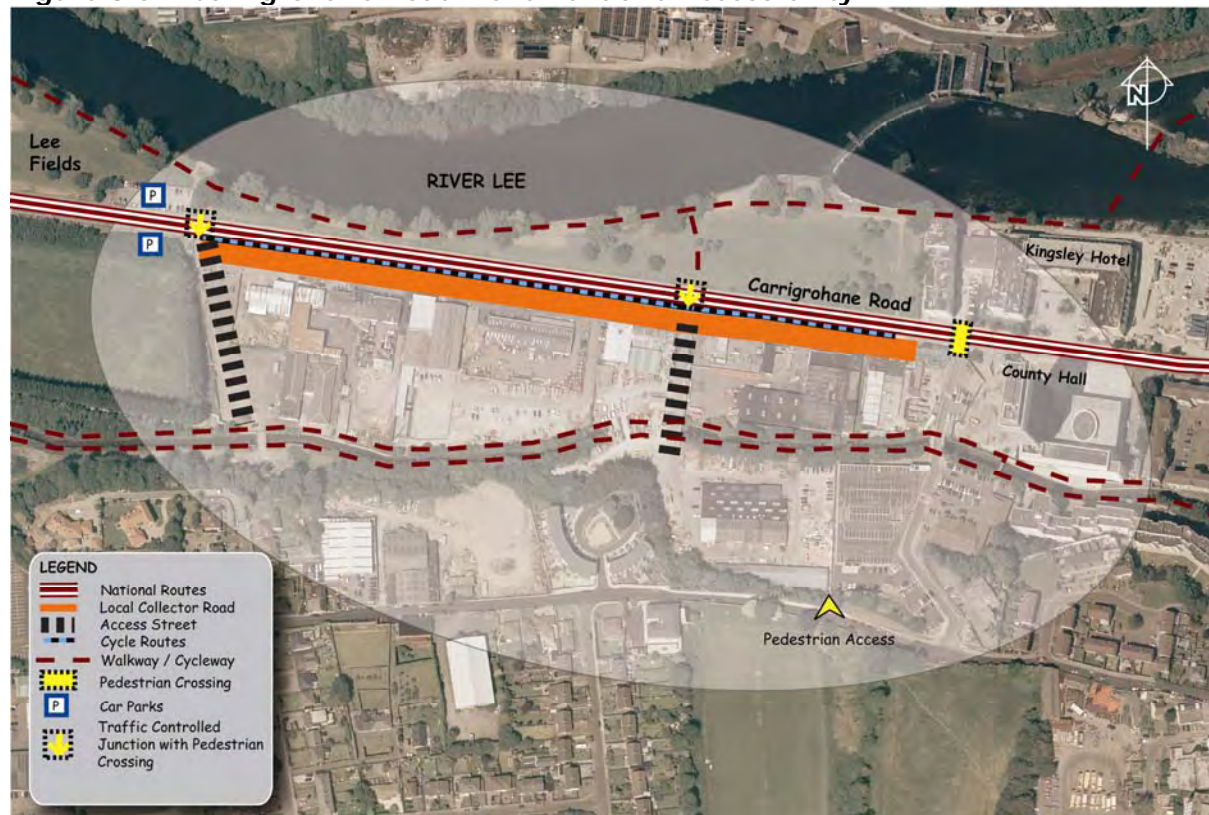 Lee
Fields
P
P
RIVER LEE
N
Kingsley Hotel
Carrigrohane Road
County Hall
Pedestrian Access
LEGEND
National Routes
Local Collector Road
Access Street
Cycle Routes
Walkway / Cycleway
Pedestrian Crossing
P
Car Parks
Traffic Controlled
Junction with Pedestrian
Crossing